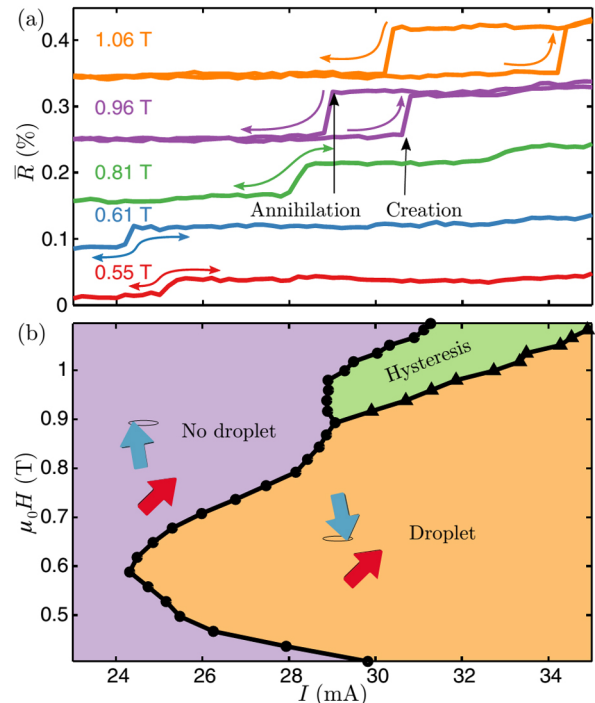 (a)
0.4
0.3
0.2
0.1
0
R̅ (%)
1.06 T
0.96 T
0.81 T
0.61 T
0.55 T
Annihilation
Creation
(b)
1
0.9
0.8
0.7
0.6
0.5
μ₀H (T)
Hysteresis
No droplet
Droplet
24 26 28 30 32 34
I (mA)